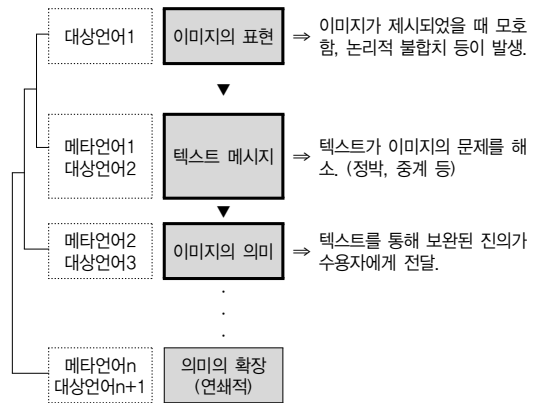 대상언어1
이미지의 표현
⇒ 이미지가 제시되었을 때 모호
함, 논리적 불합치 등이 발생.
▼
메타언어1
대상언어2
텍스트 메시지
⇒ 텍스트가 이미지의 문제를 해
소. (정박, 중계 등)
▼
메타언어2
대상언어3
이미지의 의미
⇒ 텍스트를 통해 보완된 진의가
수용자에게 전달.
.
.
.
메타언어n
대상언어n+1
의미의 확장
(연쇄적)